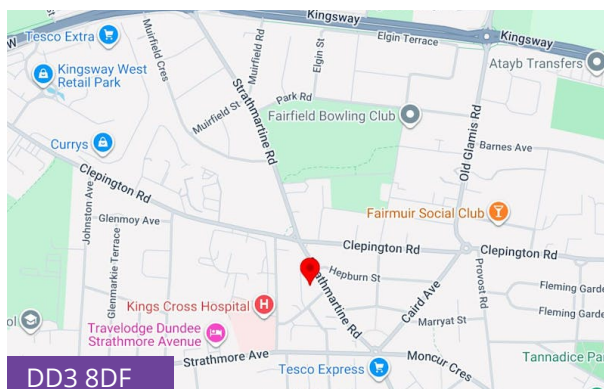 Kingsway
Tesco Extra
Muirfield Cres
Muirfield Rd
Elgin St
Elgin Terrace
Kingsway
Kingsway West
Retail Park
Atayb Transfers
Strathmartine Rd
Park Rd
Muirfield St
Fairfield Bowling Club
Old Glamis Rd
Barnes Ave
Currys
Clepington Rd
Johnston Ave
Glenmoy Ave
Glenmarkie Terrace
Fairmuir Social Club
Clepington Rd
Clepington Rd
Strathmartine Rd
Hepburn St
Provost Rd
Fleming Garde
Kings Cross Hospital
H
Caird Ave
Marryat St
Fleming Garde
ol
Travelodge Dundee
Strathmore Avenue
Strathmore Ave
Moncur Cres
Tannadice Par
Tesco Express
DD3 8DF